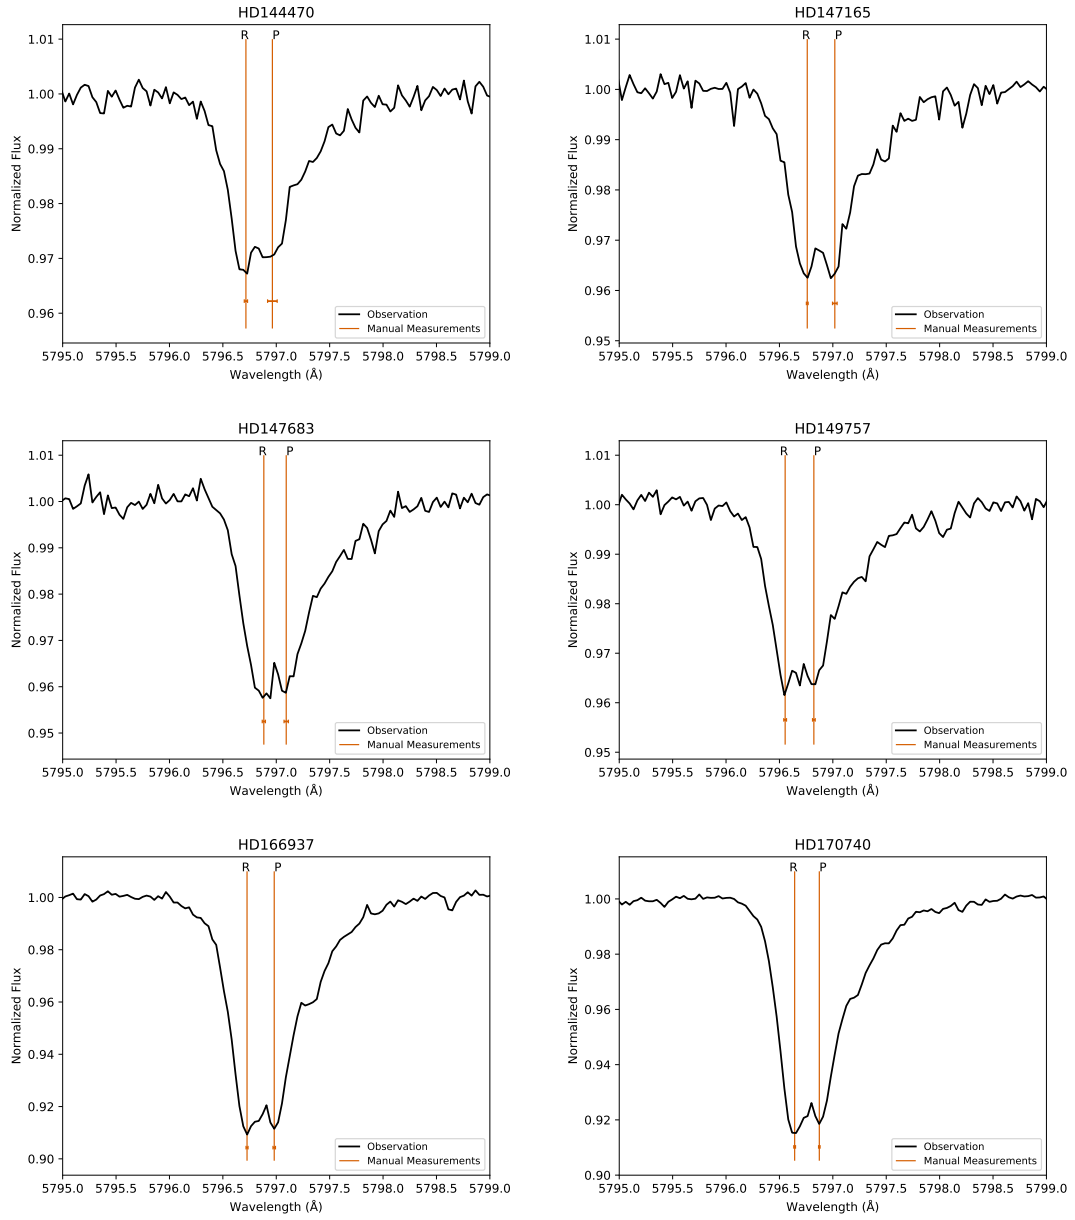 HD144470
R P
1.01
1.00
0.99
0.98
0.97
0.96
Normalized Flux
Observation
Manual Measurements
5795.0 5795.5 5796.0 5796.5 5797.0 5797.5 5798.0 5798.5 5799.0
Wavelength (Å)
HD147165
R P
1.01
1.00
0.99
0.98
0.97
0.96
0.95
Normalized Flux
Observation
Manual Measurements
5795.0 5795.5 5796.0 5796.5 5797.0 5797.5 5798.0 5798.5 5799.0
Wavelength (Å)
HD147683
R P
1.01
1.00
0.99
0.98
0.97
0.96
0.95
Normalized Flux
Observation
Manual Measurements
5795.0 5795.5 5796.0 5796.5 5797.0 5797.5 5798.0 5798.5 5799.0
Wavelength (Å)
HD149757
R P
1.01
1.00
0.99
0.98
0.97
0.96
0.95
Normalized Flux
Observation
Manual Measurements
5795.0 5795.5 5796.0 5796.5 5797.0 5797.5 5798.0 5798.5 5799.0
Wavelength (Å)
HD166937
R P
1.00
0.98
0.96
0.94
0.92
0.90
Normalized Flux
Observation
Manual Measurements
5795.0 5795.5 5796.0 5796.5 5797.0 5797.5 5798.0 5798.5 5799.0
Wavelength (Å)
HD170740
R P
1.00
0.98
0.96
0.94
0.92
0.90
Normalized Flux
Observation
Manual Measurements
5795.0 5795.5 5796.0 5796.5 5797.0 5797.5 5798.0 5798.5 5799.0
Wavelength (Å)